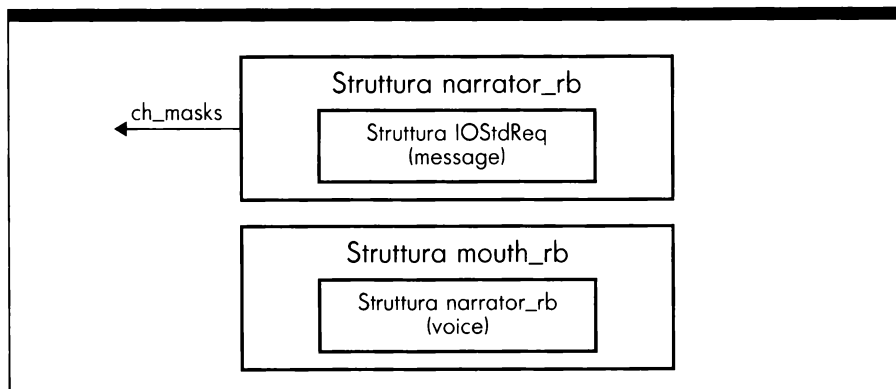 Struttura narrator_rb
ch_masks
Struttura IOStdReq
(message)
Struttura mouth_rb
Struttura narrator_rb
(voice)